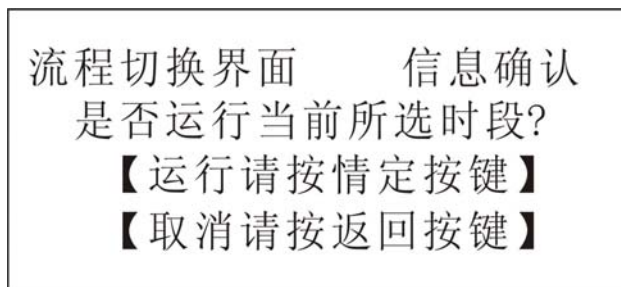 流程切换界面 信息确认
是否运行当前所选时段?
【运行请按情定按键】
【取消请按返回按键】